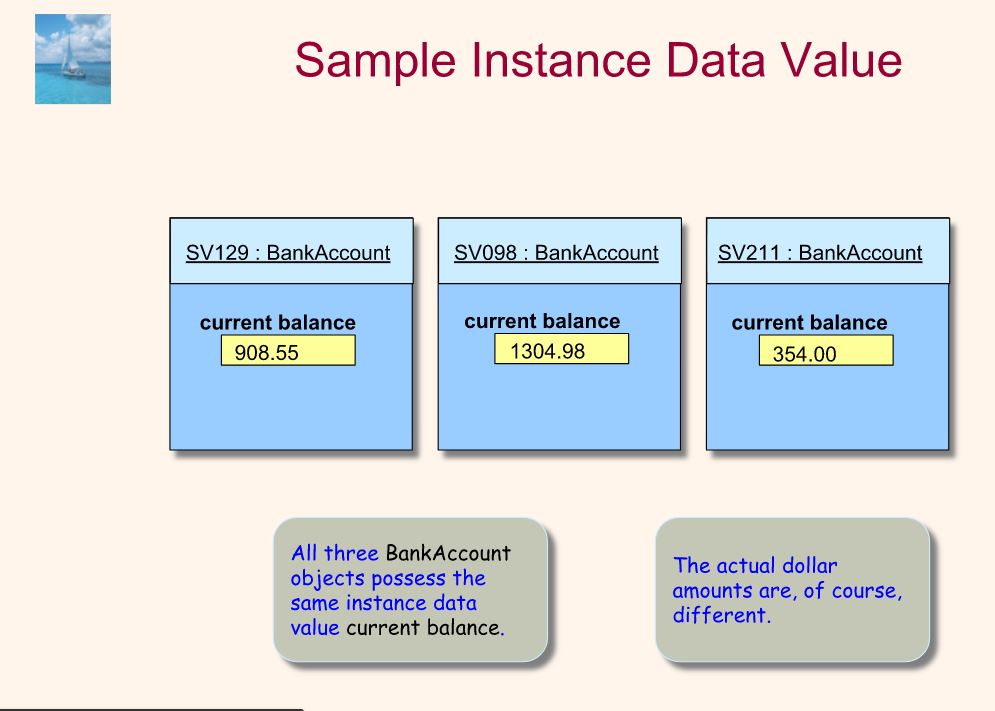 Sample Instance Data Value
SV129 : BankAccount
current balance
908.55
SV098 : BankAccount
current balance
1304.98
SV211 : BankAccount
current balance
354.00
All three BankAccount
objects possess the
same instance data
value current balance.
The actual dollar
amounts are, of course,
different.